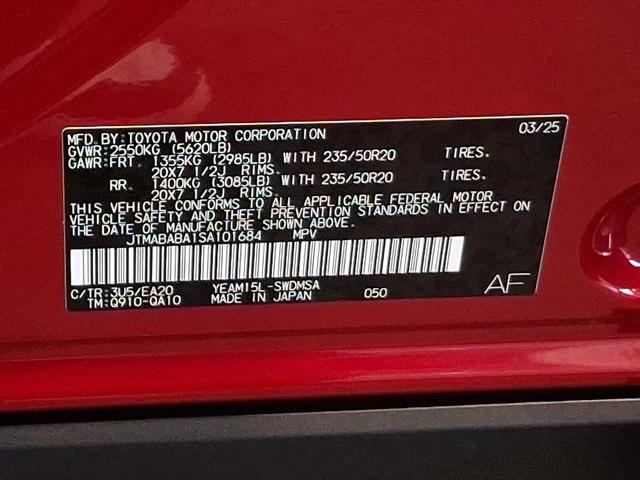 MFD.BY:TOYOTA MOTOR CORPORATION 03/25
GVWR:2550KG (5620LB)
GAWR:FRT. 1355KG (2985LB) WITH 235/50R20 TIRES.
20X7 1/2J RIMS.
RR. 1400KG (3085LB) WITH 235/50R20 TIRES.
20X7 1/2J RIMS.
THIS VEHICLE CONFORMS TO ALL APPLICABLE FEDERAL MOTOR
VEHICLE SAFETY AND THEFT PREVENTION STANDARDS IN EFFECT ON
THE DATE OF MANUFACTURE SHOWN ABOVE.
JTMABABA1SA101684 MPV
C/TR:3U5/EA20 YEAM15L-SWDMSA
TM:Q910-QA10 MADE IN JAPAN 050 AF